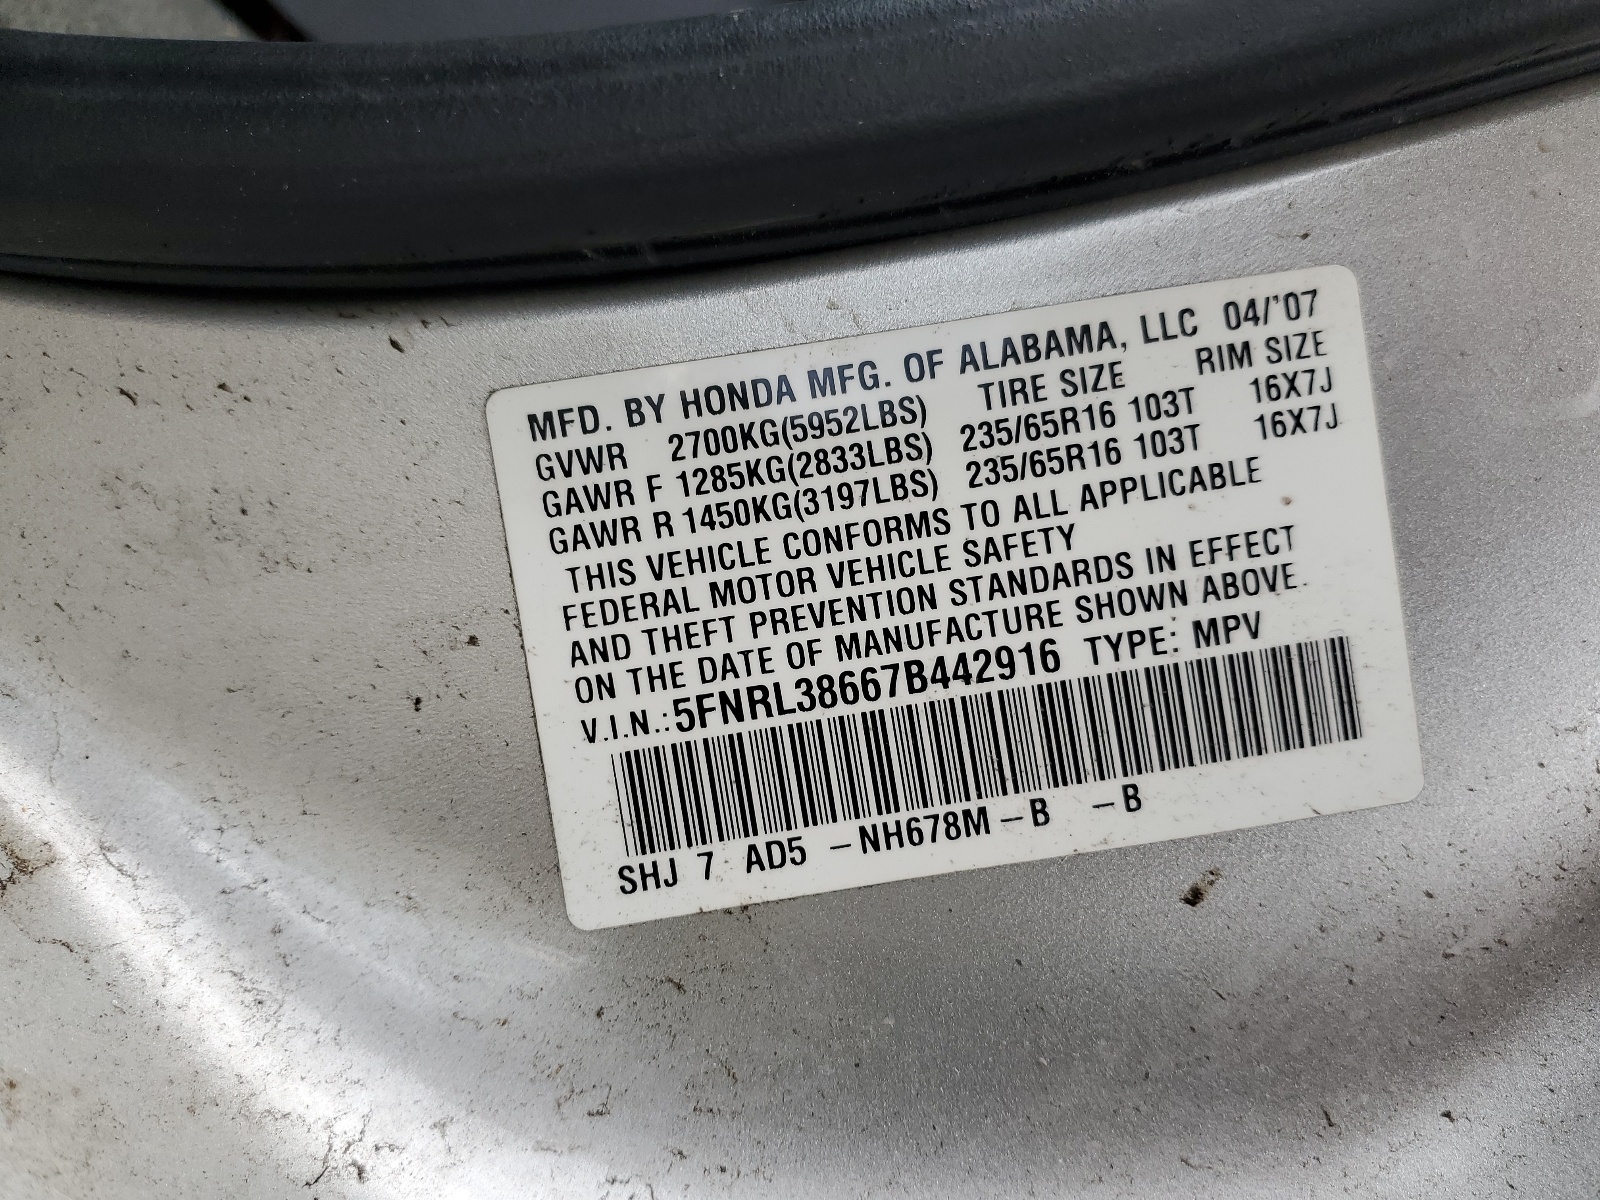 MFD. BY HONDA MFG. OF ALABAMA, LLC 04/'07
GVWR 2700KG(5952LBS) TIRE SIZE RIM SIZE
GAWR F 1285KG(2833LBS) 235/65R16 103T 16X7J
GAWR R 1450KG(3197LBS) 235/65R16 103T 16X7J
THIS VEHICLE CONFORMS TO ALL APPLICABLE
FEDERAL MOTOR VEHICLE SAFETY
AND THEFT PREVENTION STANDARDS IN EFFECT
ON THE DATE OF MANUFACTURE SHOWN ABOVE.
V.I.N.: 5FNRL38667B442916 TYPE: MPV
SHJ 7 AD5 –NH678M–B –B